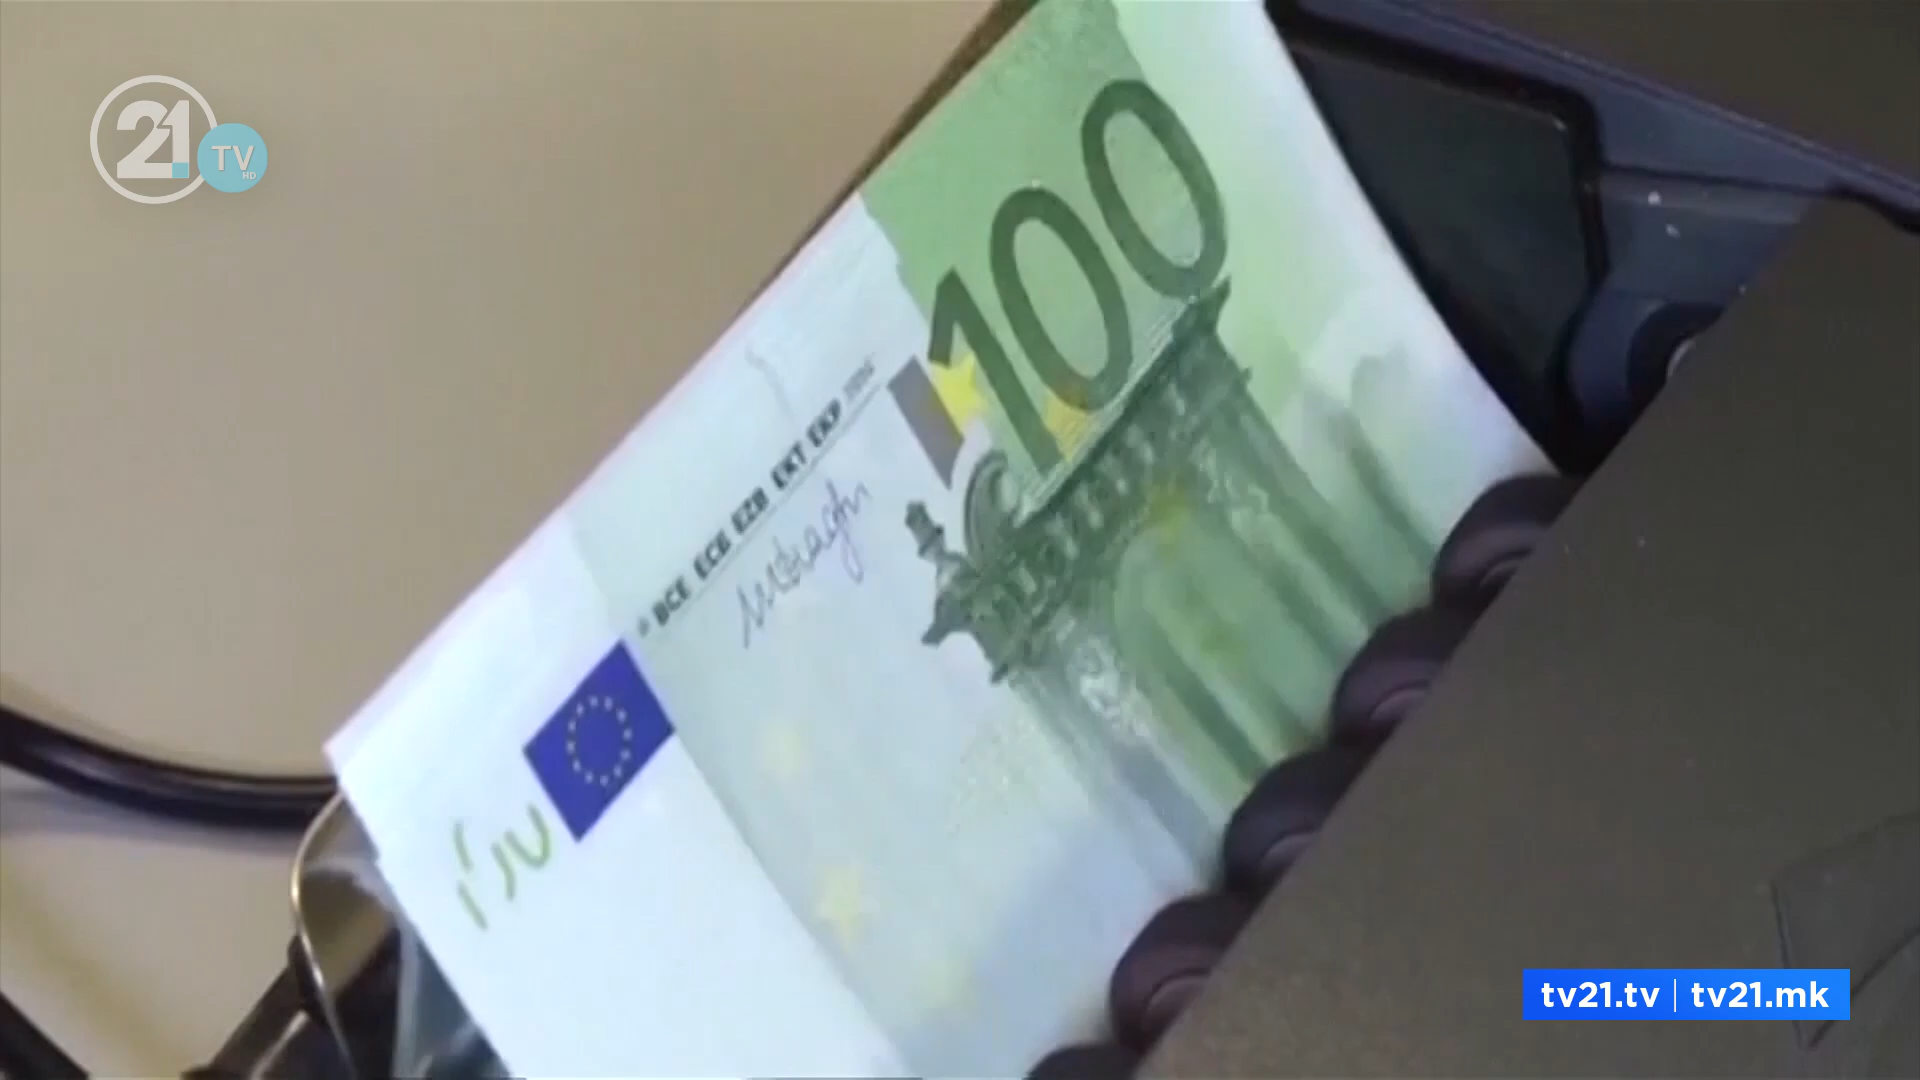 21.
TV
HD
100
BCE ECB EZB EKT EKP
tv21.tv | tv21.mk